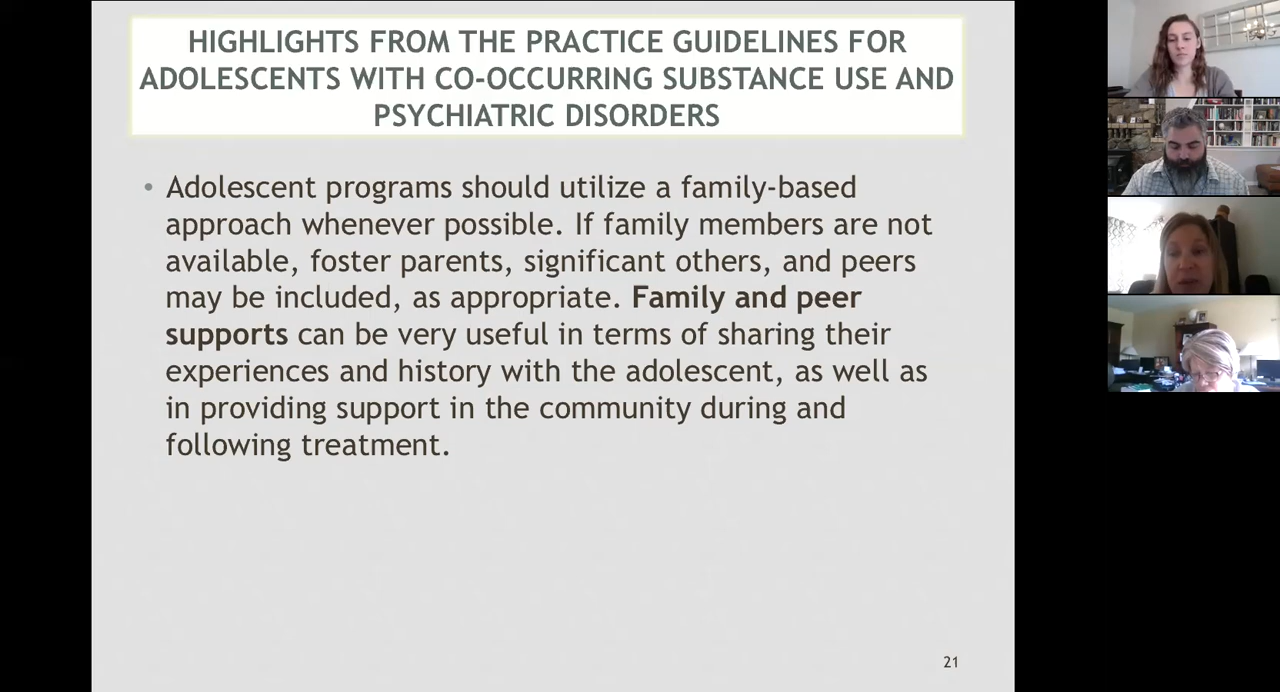 HIGHLIGHTS FROM THE PRACTICE GUIDELINES FOR
ADOLESCENTS WITH CO-OCCURRING SUBSTANCE USE AND
PSYCHIATRIC DISORDERS
• Adolescent programs should utilize a family-based
approach whenever possible. If family members are not
available, foster parents, significant others, and peers
may be included, as appropriate. Family and peer
supports can be very useful in terms of sharing their
experiences and history with the adolescent, as well as
in providing support in the community during and
following treatment.
21